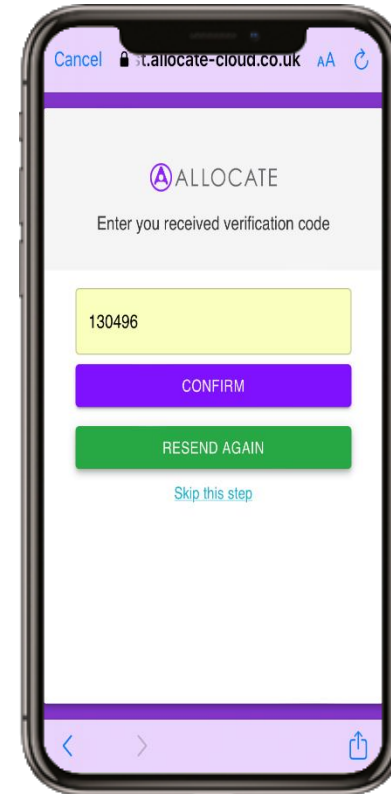 Cancel t.allocate-cloud.co.uk AA
ALLOCATE
Enter you received verification code
130496
CONFIRM
RESEND AGAIN
Skip this step